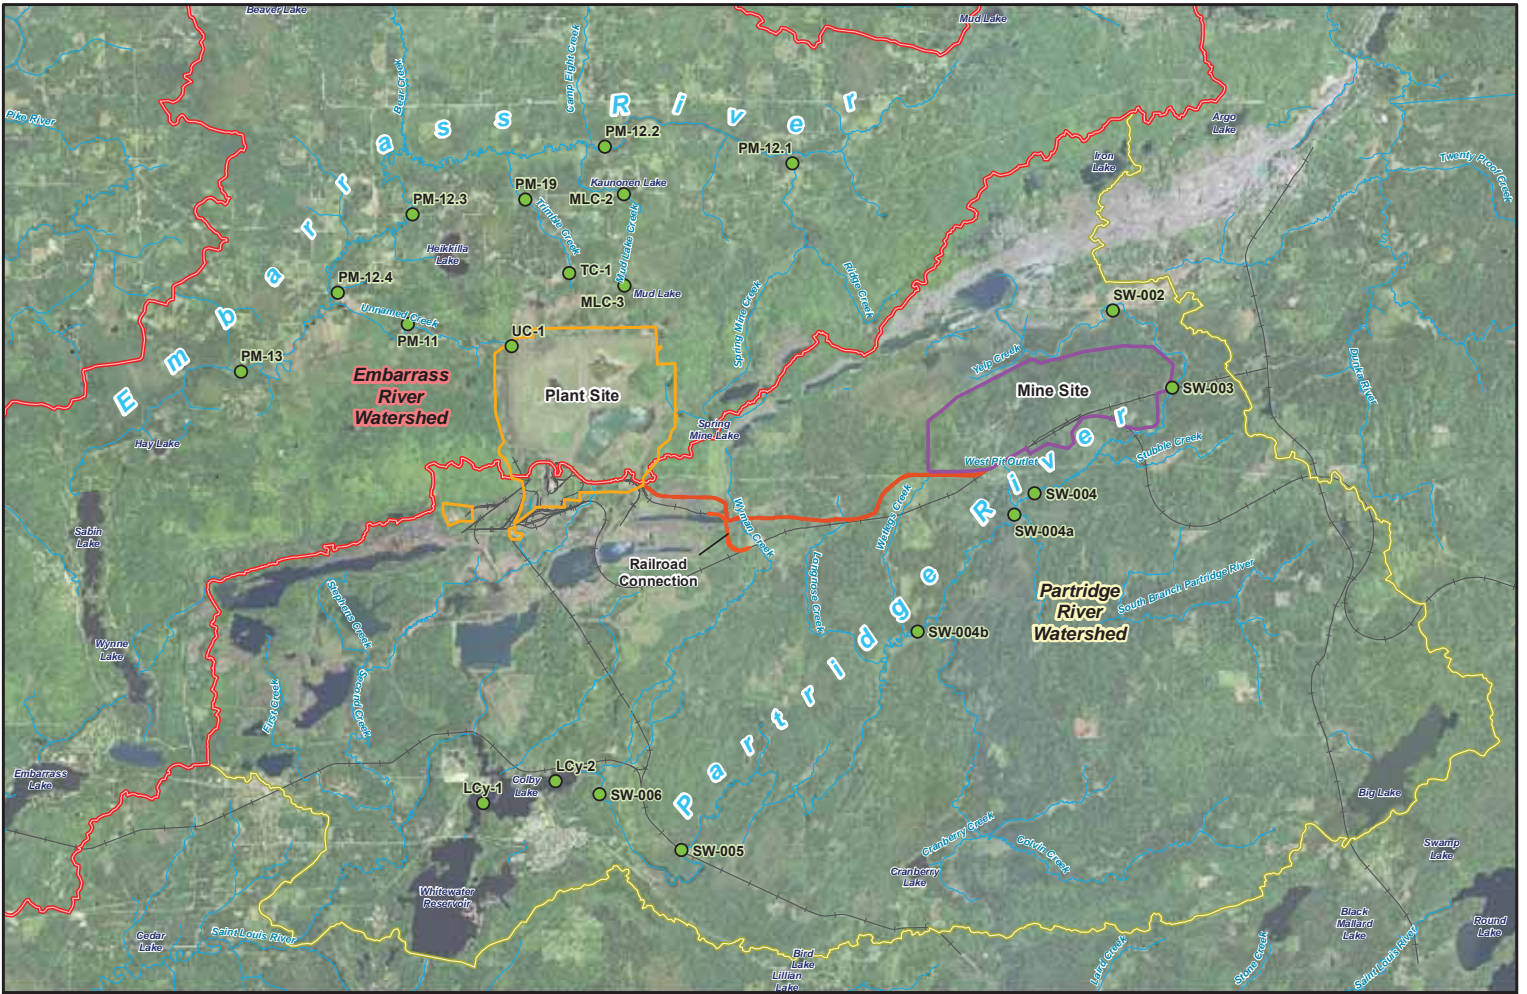 Beaver Lake
Mud Lake
Pike River
Bear Creek
Camp Eight Creek
Embarrass River
Argo
Lake
Iron
Lake
Twenty Proof Creek
PM-12.2
PM-12.1
PM-19
Kaunonen Lake
MLC-2
PM-12.3
Trimble Creek
Mud Lake Creek
Heikkilla
Lake
TC-1
MLC-3
Mud Lake
PM-12.4
Unnamed Creek
PM-11
UC-1
PM-13
Spring Mine Creek
Ridge Creek
SW-002
Yelp Creek
Embarrass
River
Watershed
Plant Site
Mine Site
SW-003
Dunka River
Hay Lake
Spring
Mine Lake
West Pit Outlet
Stubble Creek
SW-004
SW-004a
Wetlegs Creek
Wyman Creek
Longnose Creek
Railroad
Connection
Partridge River
Partridge
River
Watershed
South Branch Partridge River
SW-004b
Sabin
Lake
Wynne
Lake
Stephens Creek
Second Creek
First Creek
Embarrass
Lake
LCy-1
LCy-2
Colby
Lake
SW-006
SW-005
Big Lake
Cranberry Creek
Colvin Creek
Cranberry
Lake
Swamp
Lake
Whitewater
Reservoir
Cedar
Lake
Saint Louis River
Bird
Lake
Lillian
Lake
Laird Creek
Stone Creek
Black
Mallard
Lake
Saint Louis River
Round
Lake